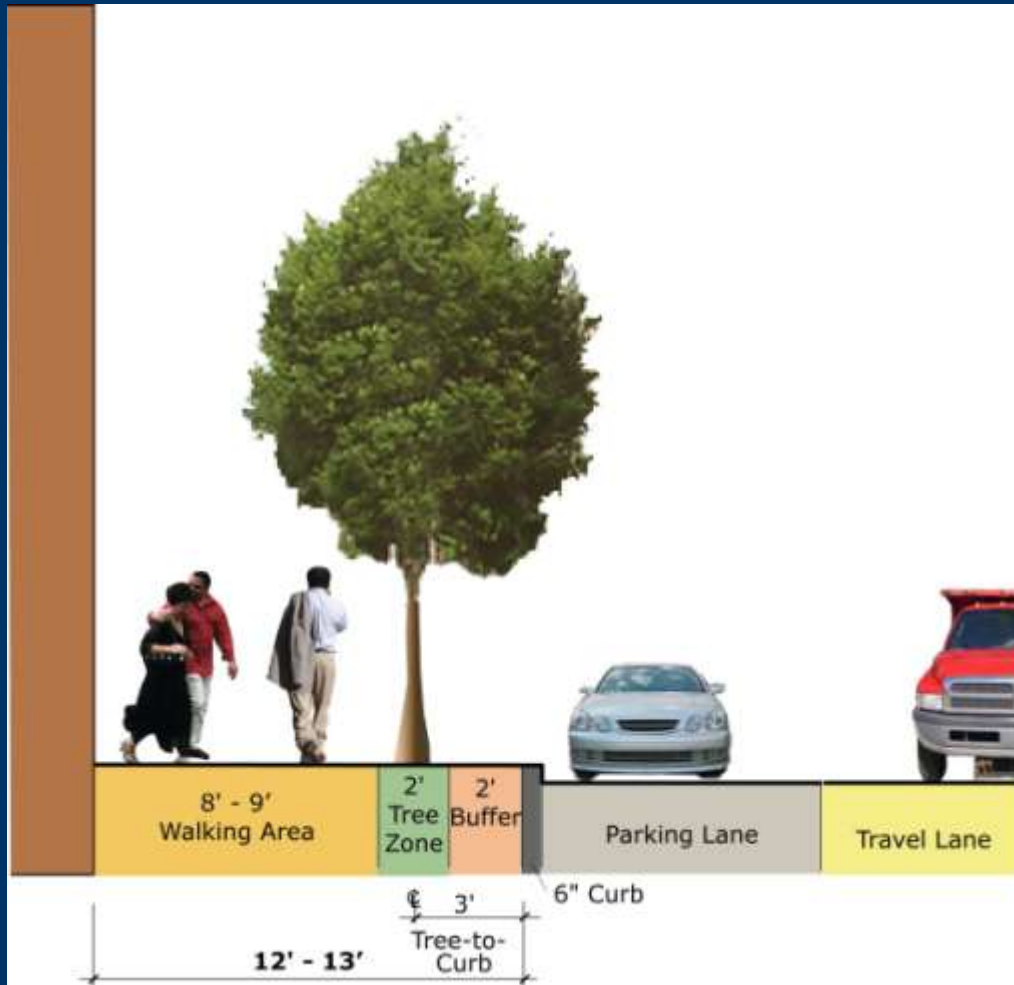 8' - 9'
Walking Area
2'
Tree
Zone
2'
Buffer
Parking Lane
Travel Lane
6" Curb
℄
3'
Tree-to-
Curb
12' - 13'